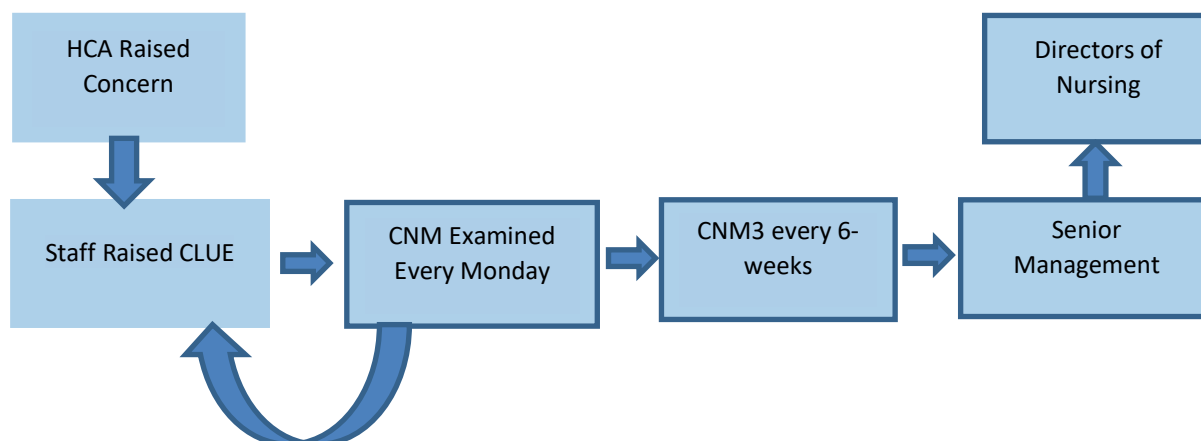 HCA Raised
Concern
Directors of
Nursing
Staff Raised CLUE
CNM Examined
Every Monday
CNM3 every 6-
weeks
Senior
Management